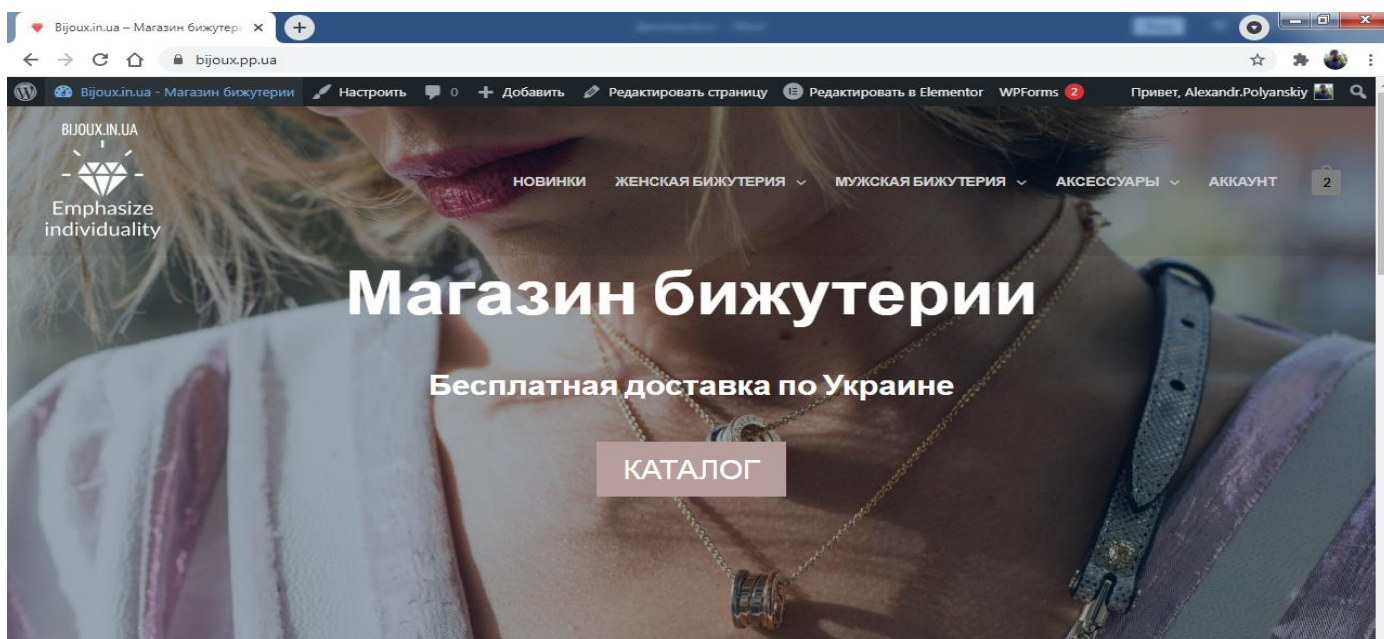 Bijoux.in.ua – Магазин бижутер
bijoux.pp.ua
Bijoux.in.ua - Магазин бижутерии Настроить 0 Добавить Редактировать страницу Редактировать в Elementor WPForms 2 Привет, Alexandr.Polyanskiy
BIJOUX.IN.UA
Emphasize
individuality
НОВИНКИ ЖЕНСКАЯ БИЖУТЕРИЯ МУЖСКАЯ БИЖУТЕРИЯ АКСЕССУАРЫ АККАУНТ 2
Магазин бижутерии
Бесплатная доставка по Украине
КАТАЛОГ